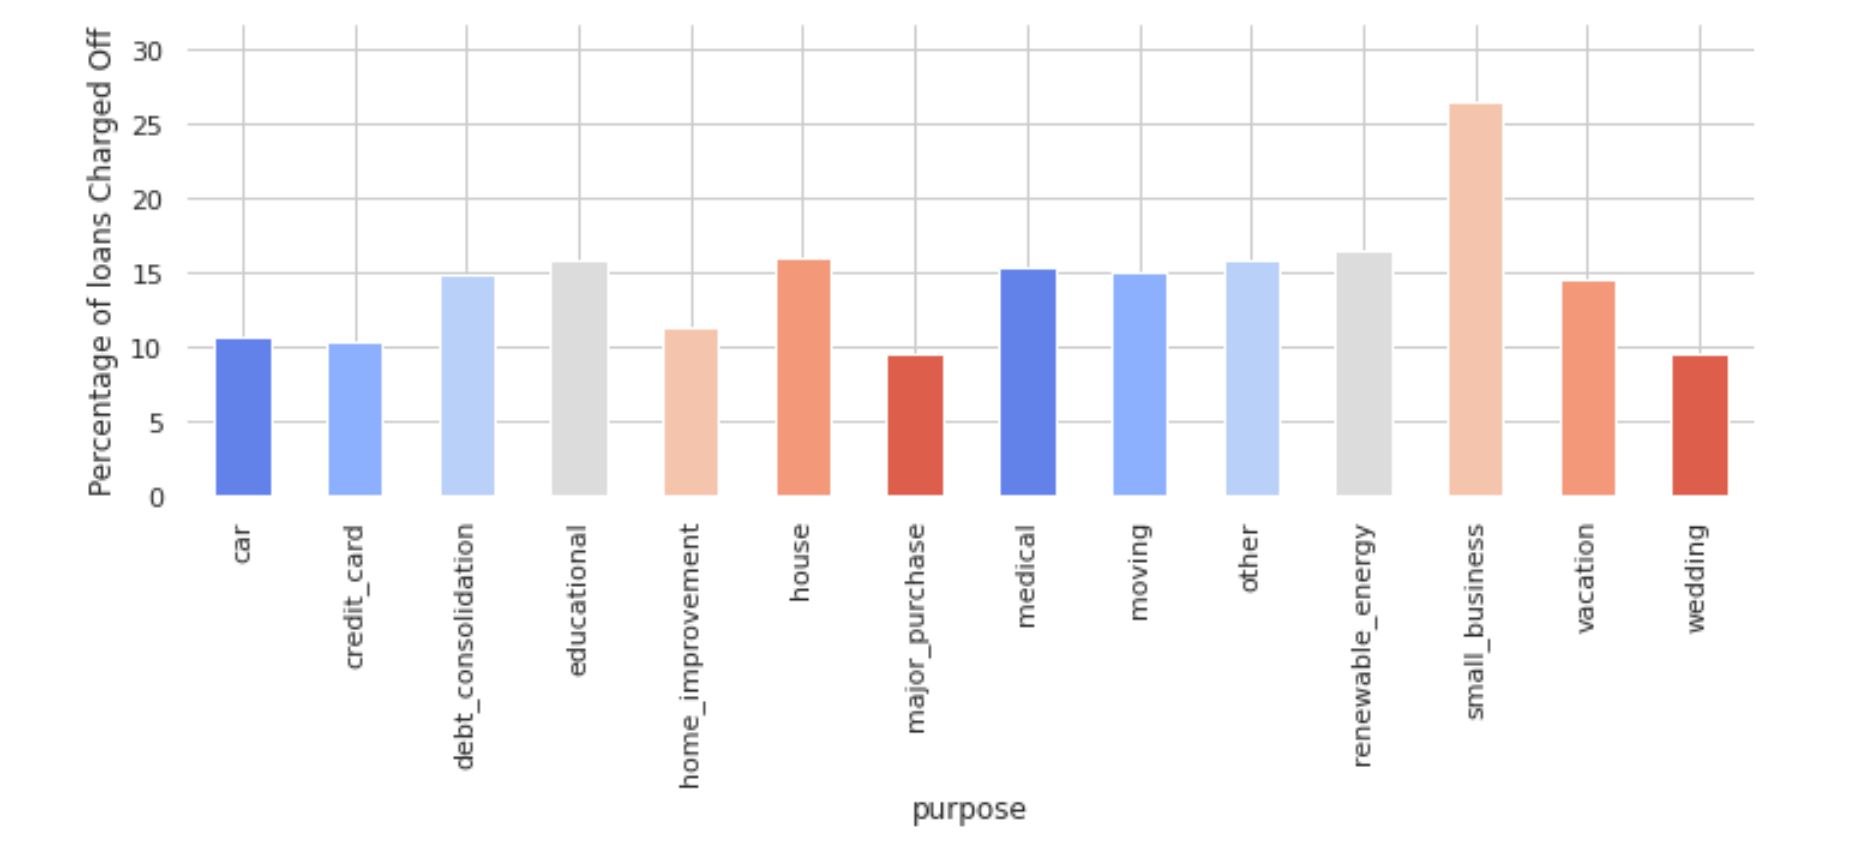 Percentage of loans Charged Off
30
25
20
15
10
5
0
car
credit_card
debt_consolidation
educational
home_improvement
house
major_purchase
medical
moving
other
renewable_energy
small_business
vacation
wedding
purpose